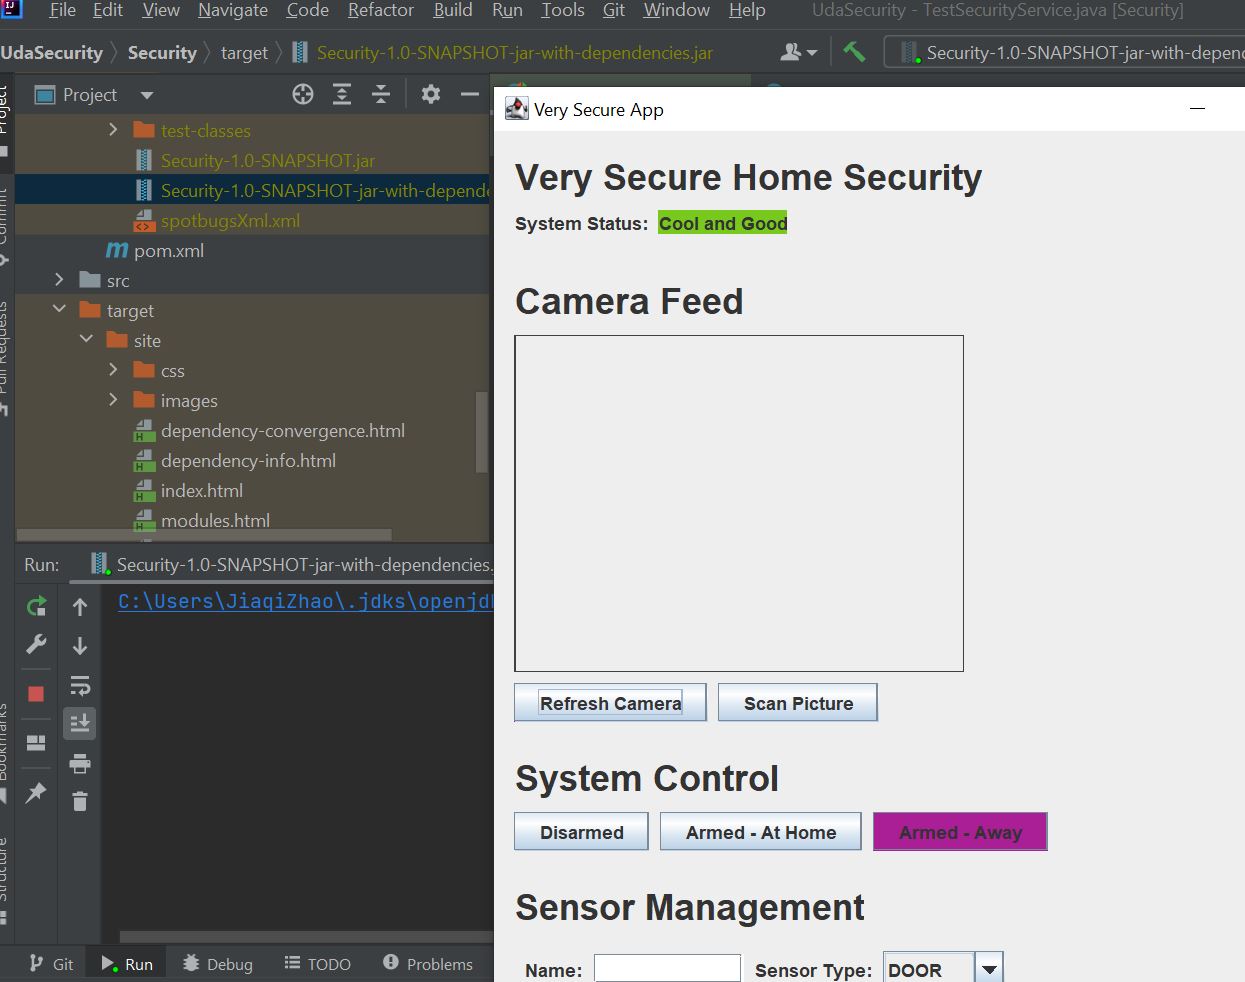 File Edit View Navigate Code Refactor Build Run Tools Git Window Help UdaSecurity - TestSecurityService.java [Security]
UdaSecurity Security target Security-1.0-SNAPSHOT-jar-with-dependencies.jar Security-1.0-SNAPSHOT-jar-with-depend
Project
Project
Commit
Pull Requests
Bookmarks
Structure
test-classes
Security-1.0-SNAPSHOT.jar
Security-1.0-SNAPSHOT-jar-with-depende
spotbugsXml.xml
pom.xml
src
target
site
css
images
dependency-convergence.html
dependency-info.html
index.html
modules.html
Run: Security-1.0-SNAPSHOT-jar-with-dependencies.
C:\Users\JiaqiZhao\.jdks\openjd
Git Run Debug TODO Problems
Very Secure App
Very Secure Home Security
System Status: Cool and Good
Camera Feed
Refresh Camera Scan Picture
System Control
Disarmed Armed - At Home Armed - Away
Sensor Management
Name: Sensor Type: DOOR